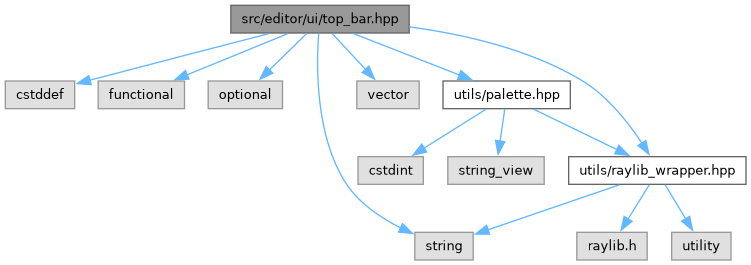 src/editor/ui/top_bar.hpp
cstddef
functional
optional
vector
utils/palette.hpp
cstdint
string_view
utils/raylib_wrapper.hpp
string
raylib.h
utility